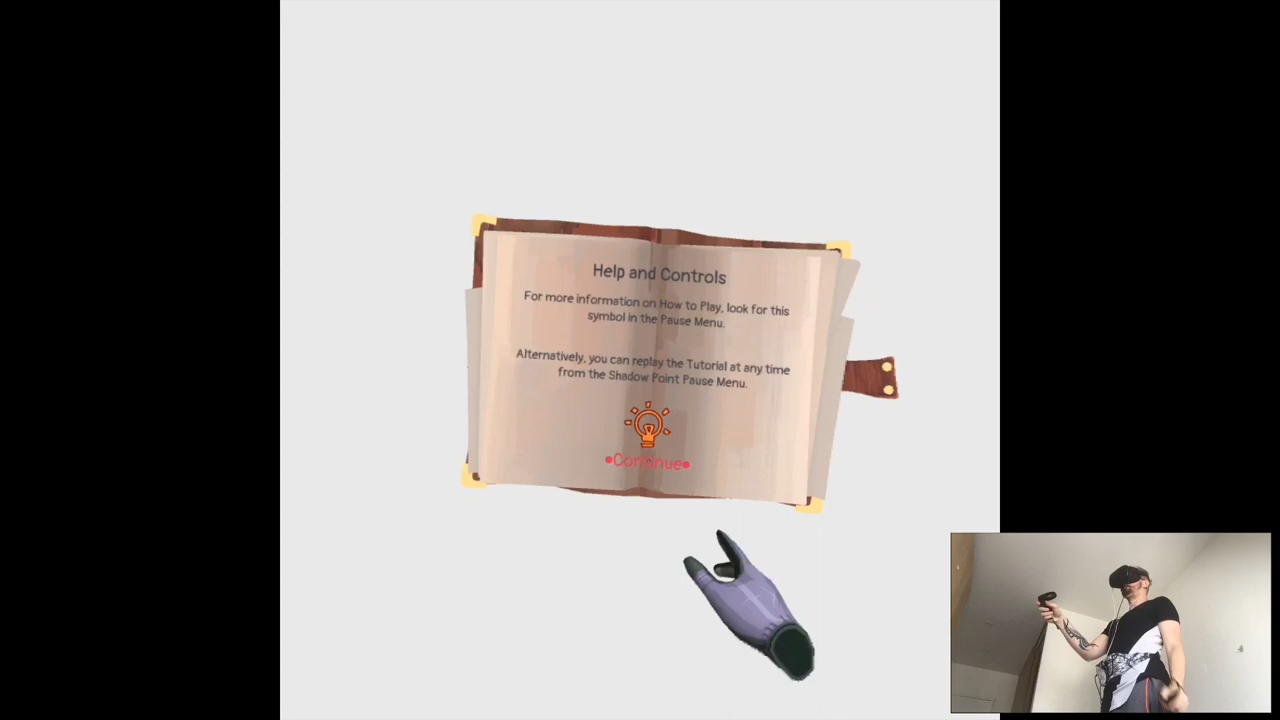 Help and Controls
For more information on How to Play, look for this
symbol in the Pause Menu.
Alternatively, you can replay the Tutorial at any time
from the Shadow Point Pause Menu.
•Continue•